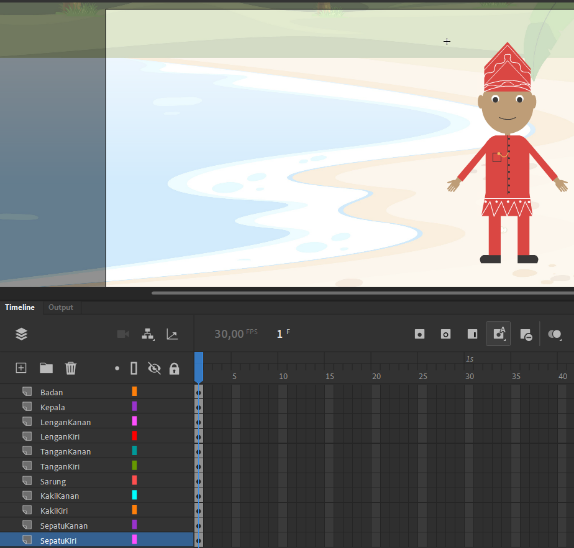 Timeline Output
30,00 FPS 1 F
1s
5 10 15 20 25 30 35 40
Badan
Kepala
LenganKanan
LenganKiri
TanganKanan
TanganKiri
Sarung
KakiKanan
KakiKiri
SepatuKanan
SepatuKiri